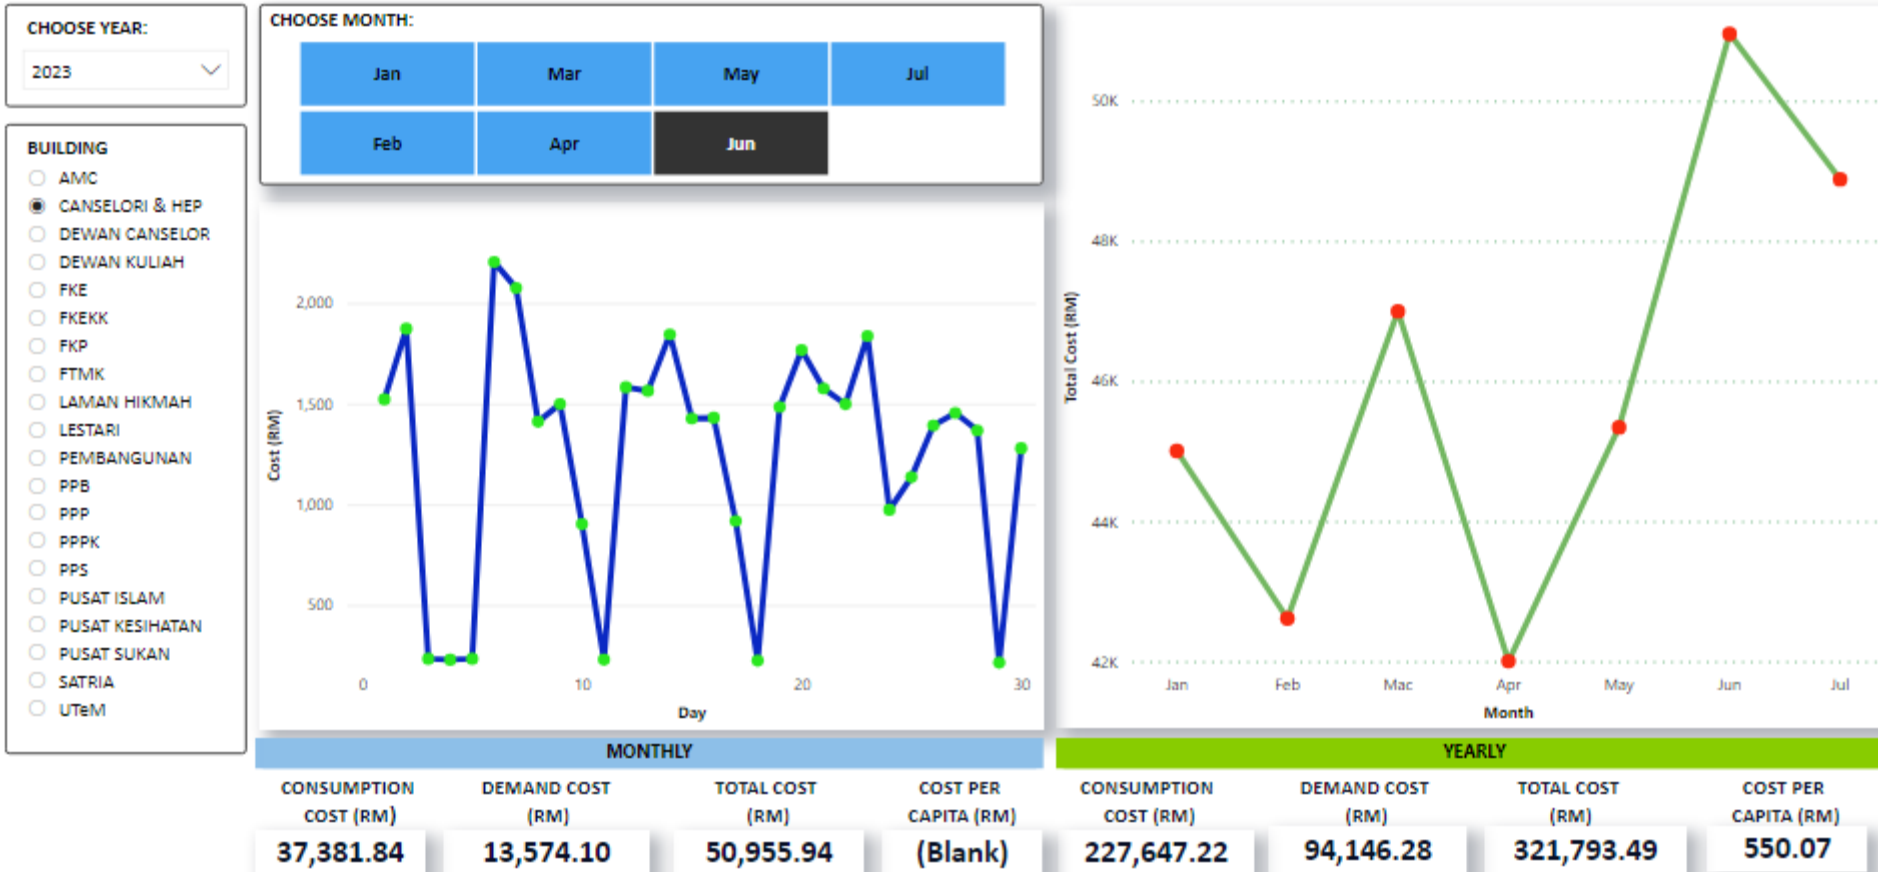 CHOOSE YEAR:
2023
BUILDING
AMC
CANSELORI & HEP
DEWAN CANSELOR
DEWAN KULIAH
FKE
FKEKK
FKP
FTMK
LAMAN HIKMAH
LESTARI
PEMBANGUNAN
PPB
PPP
PPPK
PPS
PUSAT ISLAM
PUSAT KESIHATAN
PUSAT SUKAN
SATRIA
UTeM
CHOOSE MONTH:
Jan Mar May Jul
Feb Apr Jun
Cost (RM)
2,000
1,500
1,000
500
0 10 20 30
Day
Total Cost (RM)
50K
48K
46K
44K
42K
Jan Feb Mac Apr May Jun Jul
Month
MONTHLY
CONSUMPTION DEMAND COST TOTAL COST COST PER
COST (RM) (RM) (RM) CAPITA (RM)
37,381.84 13,574.10 50,955.94 (Blank)
YEARLY
CONSUMPTION DEMAND COST TOTAL COST COST PER
COST (RM) (RM) (RM) CAPITA (RM)
227,647.22 94,146.28 321,793.49 550.07